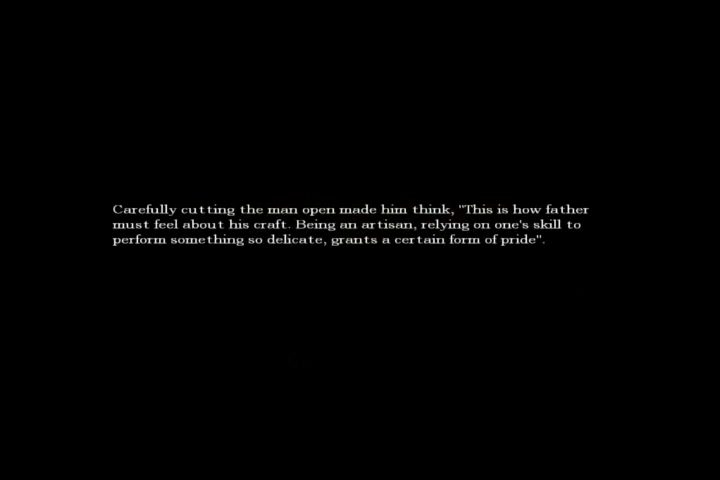 Carefully cutting the man open made him think, "This is how father
must feel about his craft. Being an artisan, relying on one's skill to
perform something so delicate, grants a certain form of pride".